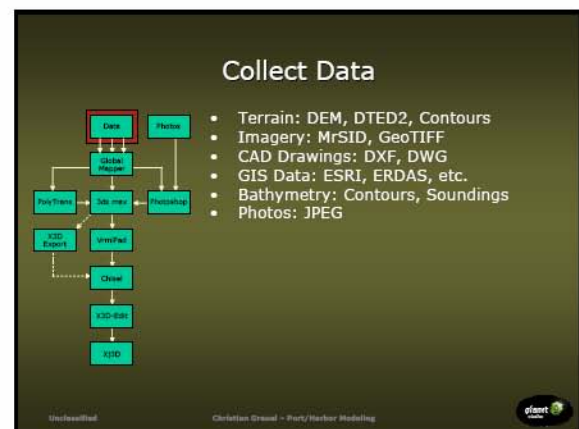 Collect Data
Data
Photos
Global Mapper
PolyTrans
3ds max
Photoshop
X3D Export
VrmlPad
Chisel
X3D-Edit
Xj3D
• Terrain: DEM, DTED2, Contours
• Imagery: MrSID, GeoTIFF
• CAD Drawings: DXF, DWG
• GIS Data: ESRI, ERDAS, etc.
• Bathymetry: Contours, Soundings
• Photos: JPEG
Unclassified
Christian Greuel – Port/Harbor Modeling
planet